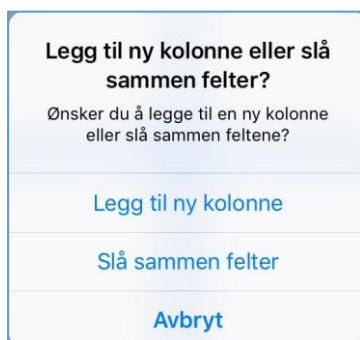 Legg til ny kolonne eller slå
sammen felter?
Ønsker du å legge til en ny kolonne
eller slå sammen feltene?
Legg til ny kolonne
Slå sammen felter
Avbryt